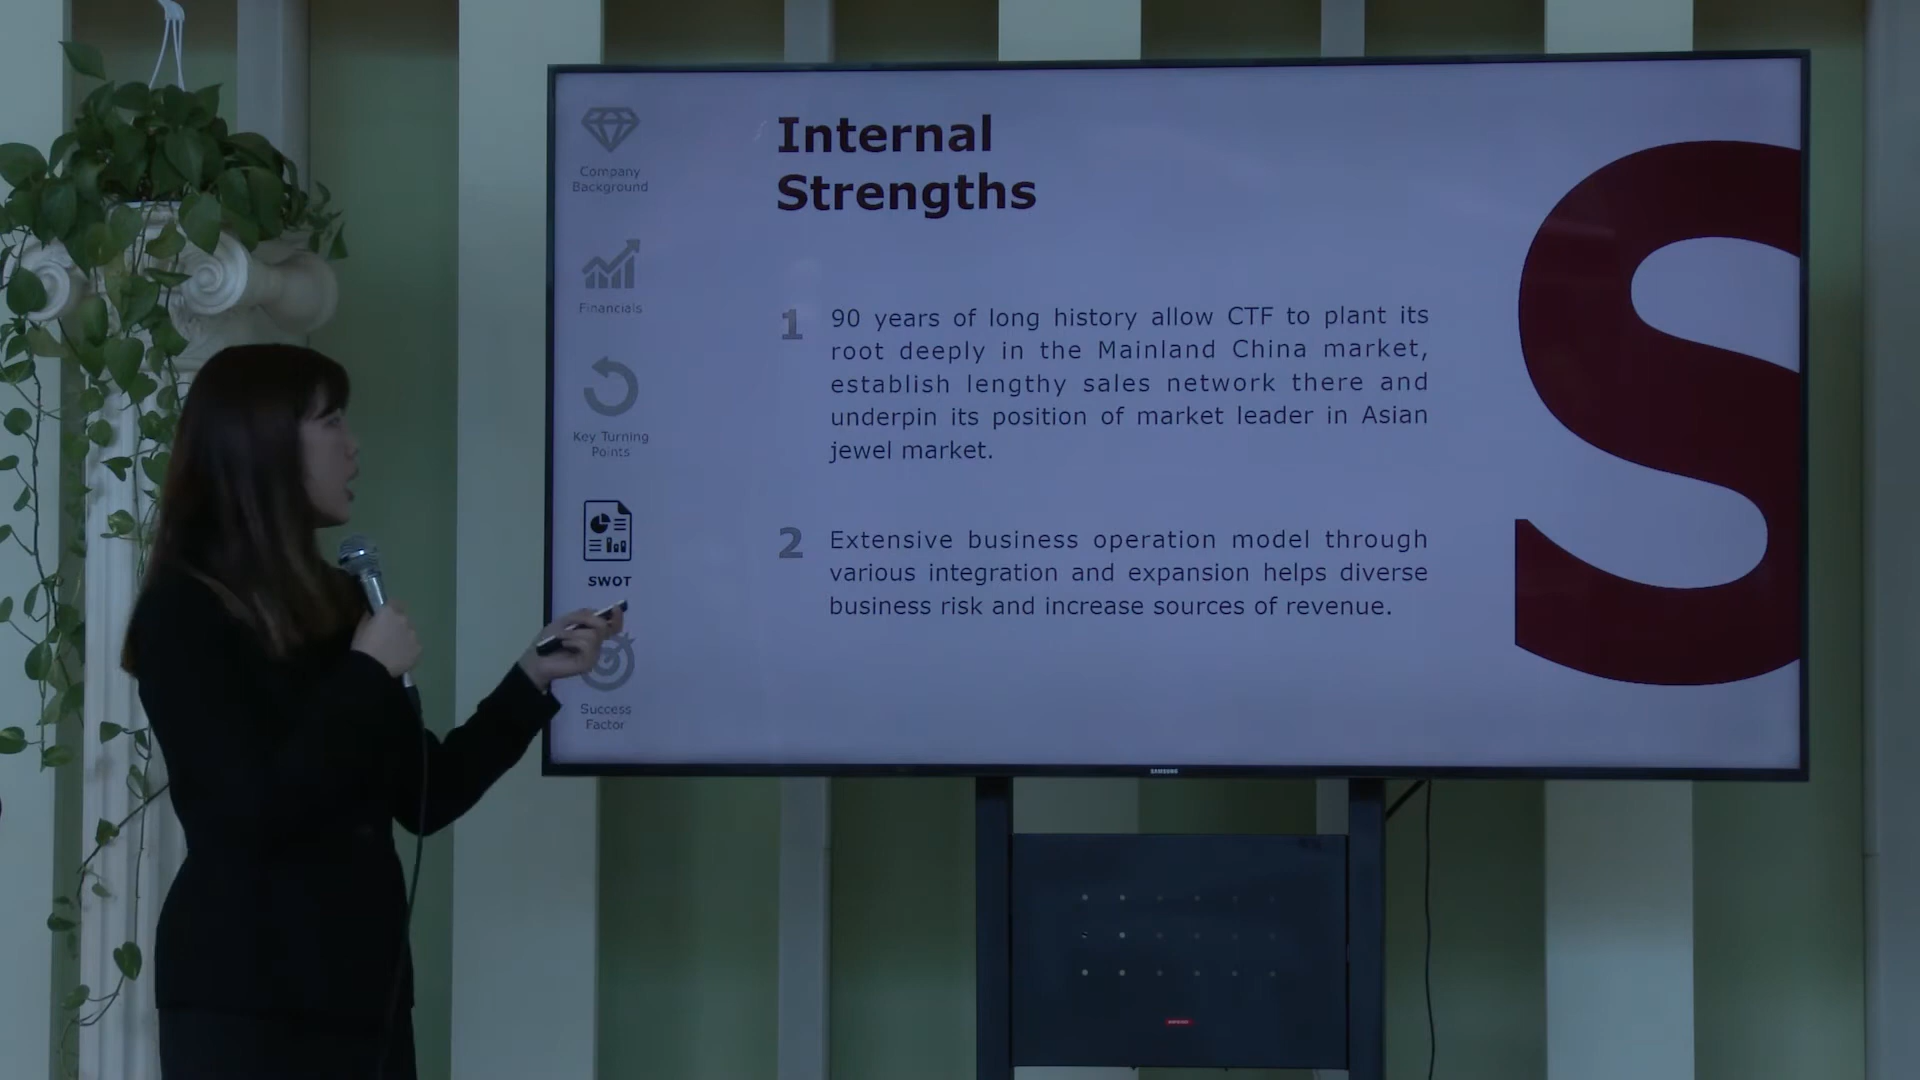 Company
Background
Financials
Key Turning
Points
SWOT
Success
Factor
Internal
Strengths
1
90 years of long history allow CTF to plant its
root deeply in the Mainland China market,
establish lengthy sales network there and
underpin its position of market leader in Asian
jewel market.
2
Extensive business operation model through
various integration and expansion helps diverse
business risk and increase sources of revenue.
S
SAMSUNG